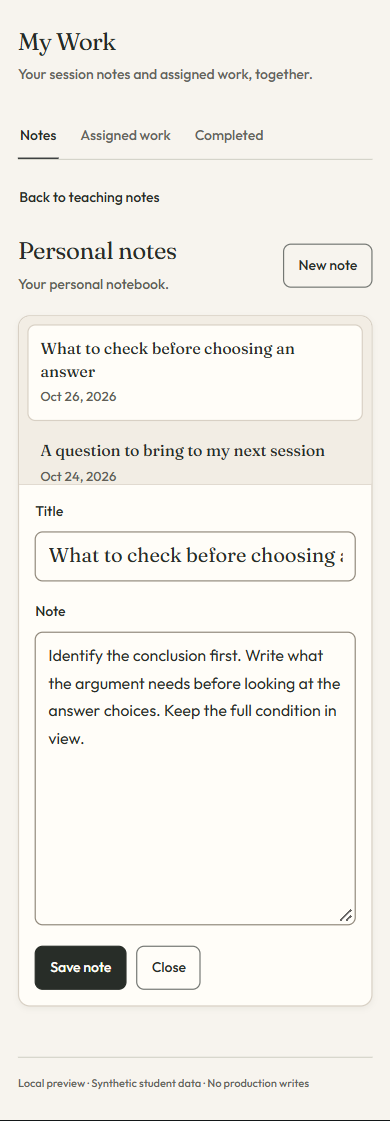 My Work
Your session notes and assigned work, together.
Notes Assigned work Completed
Back to teaching notes
Personal notes
Your personal notebook.
New note
What to check before choosing an
answer
Oct 26, 2026
A question to bring to my next session
Oct 24, 2026
Title
What to check before choosing
Note
Identify the conclusion first. Write what
the argument needs before looking at the
answer choices. Keep the full condition in
view.
Save note Close
Local preview · Synthetic student data · No production writes